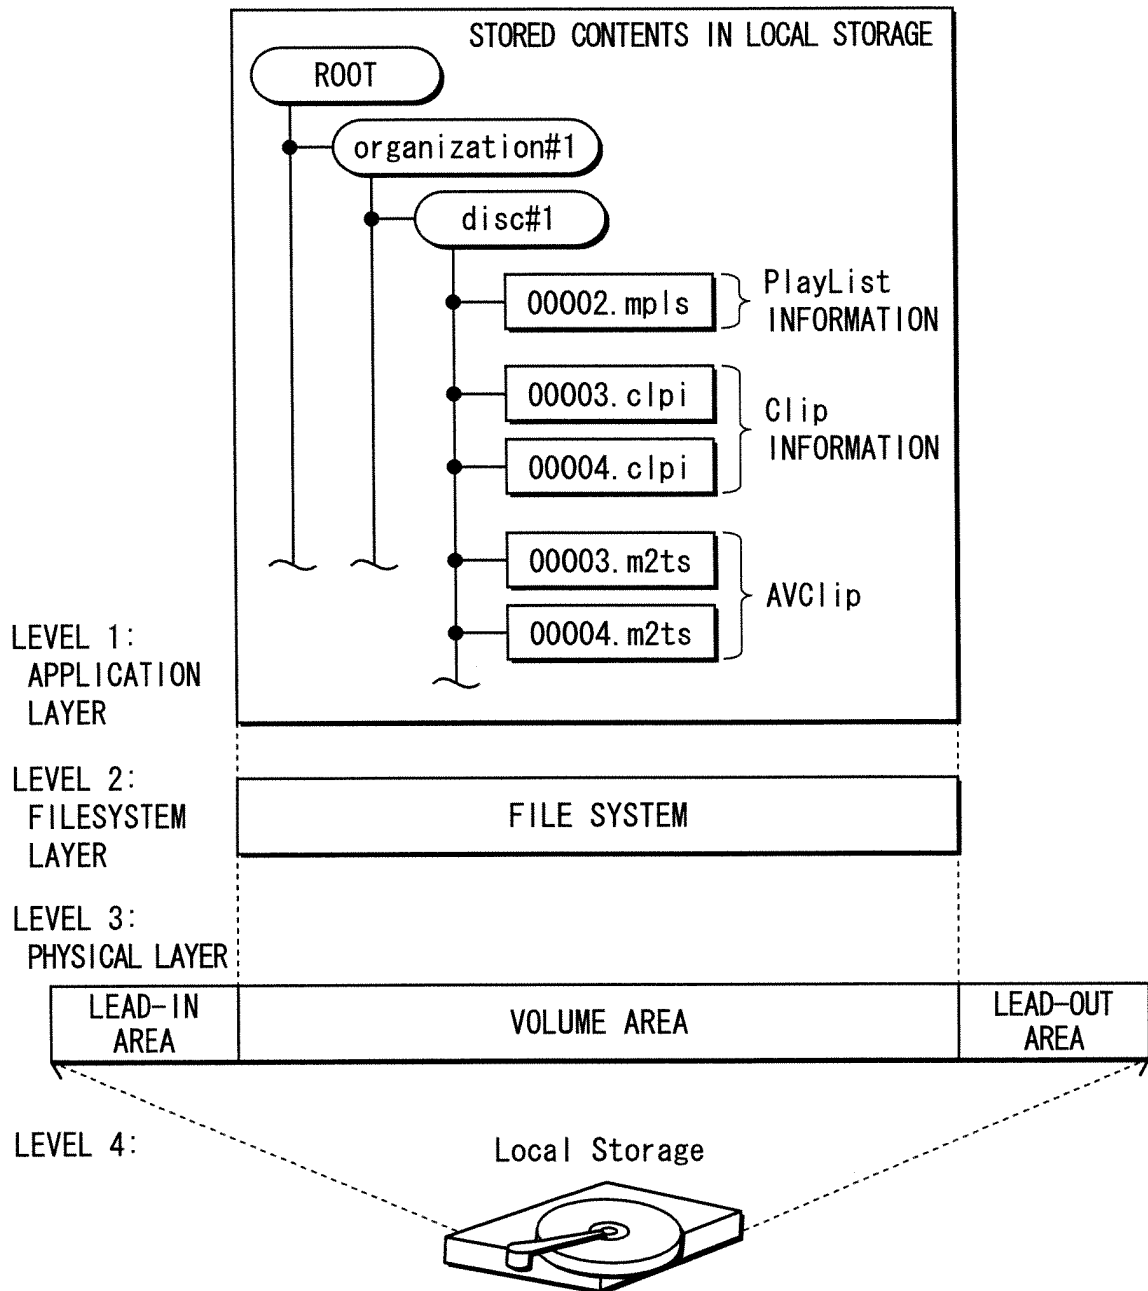 STORED CONTENTS IN LOCAL STORAGE
ROOT
organization#1
disc#1
00002.mpls
PlayList
INFORMATION
00003.clpi
00004.clpi
Clip
INFORMATION
00003.m2ts
00004.m2ts
AVClip
LEVEL 1:
APPLICATION
LAYER
LEVEL 2:
FILESYSTEM
LAYER
FILE SYSTEM
LEVEL 3:
PHYSICAL LAYER
LEAD-IN
AREA
VOLUME AREA
LEAD-OUT
AREA
LEVEL 4:
Local Storage